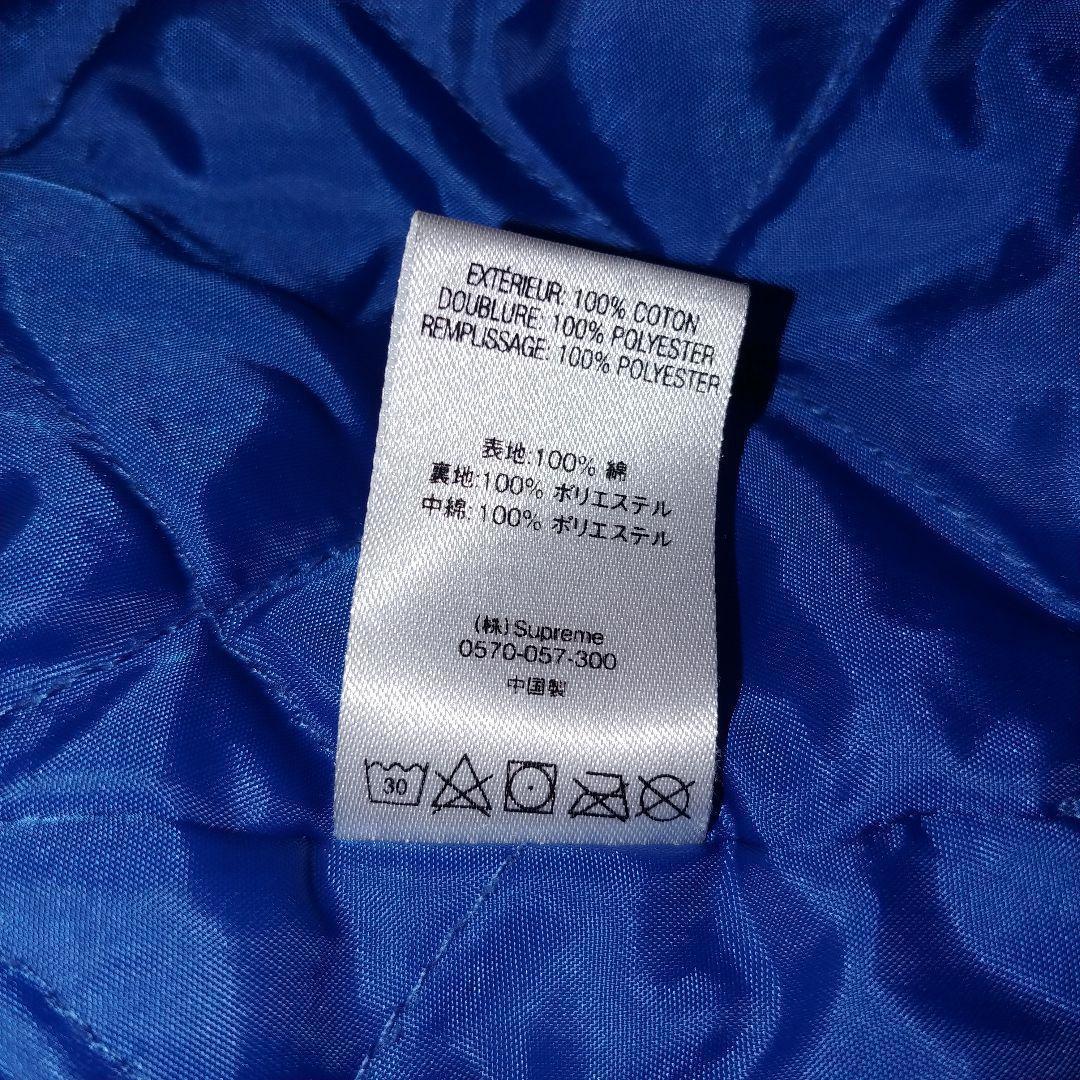 EXTÉRIEUR: 100% COTON
DOUBLURE: 100% POLYESTER
REMPLISSAGE: 100% POLYESTER
表地:100% 綿
裏地:100% ポリエステル
中綿:100% ポリエステル
(株)Supreme
0570-057-300
中国製
30